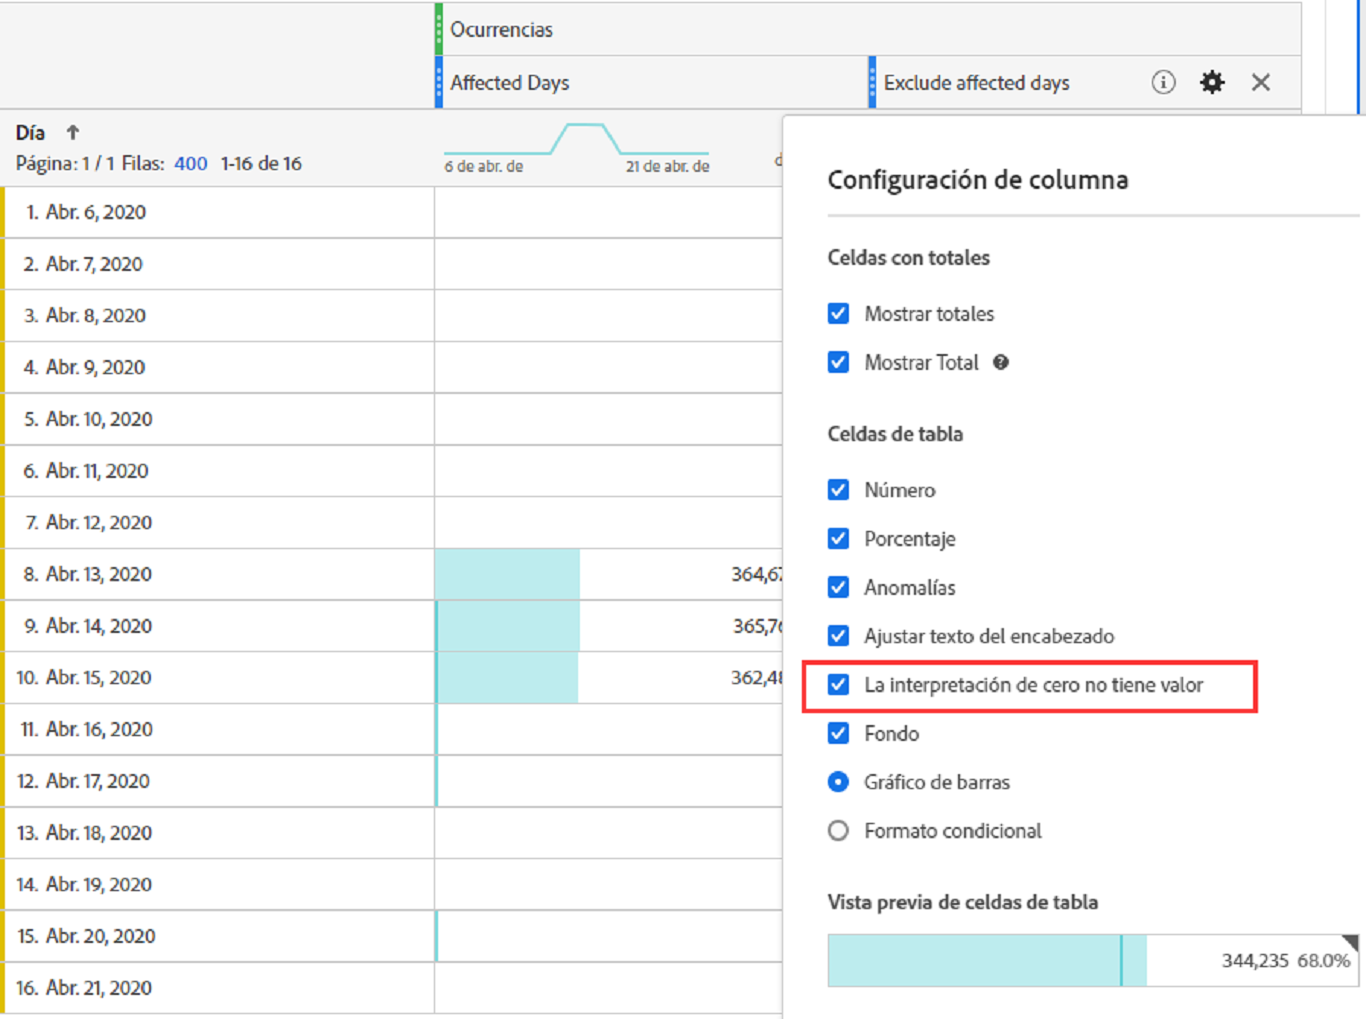 Ocurrencias
Affected Days
Exclude affected days
Día
Página: 1 / 1 Filas: 400 1-16 de 16
6 de abr. de
21 de abr. de
1. Abr. 6, 2020
2. Abr. 7, 2020
3. Abr. 8, 2020
4. Abr. 9, 2020
5. Abr. 10, 2020
6. Abr. 11, 2020
7. Abr. 12, 2020
8. Abr. 13, 2020
364,67
9. Abr. 14, 2020
365,76
10. Abr. 15, 2020
362,48
11. Abr. 16, 2020
12. Abr. 17, 2020
13. Abr. 18, 2020
14. Abr. 19, 2020
15. Abr. 20, 2020
16. Abr. 21, 2020
Configuración de columna
Celdas con totales
Mostrar totales
Mostrar Total
Celdas de tabla
Número
Porcentaje
Anomalías
Ajustar texto del encabezado
La interpretación de cero no tiene valor
Fondo
Gráfico de barras
Formato condicional
Vista previa de celdas de tabla
344,235 68.0%